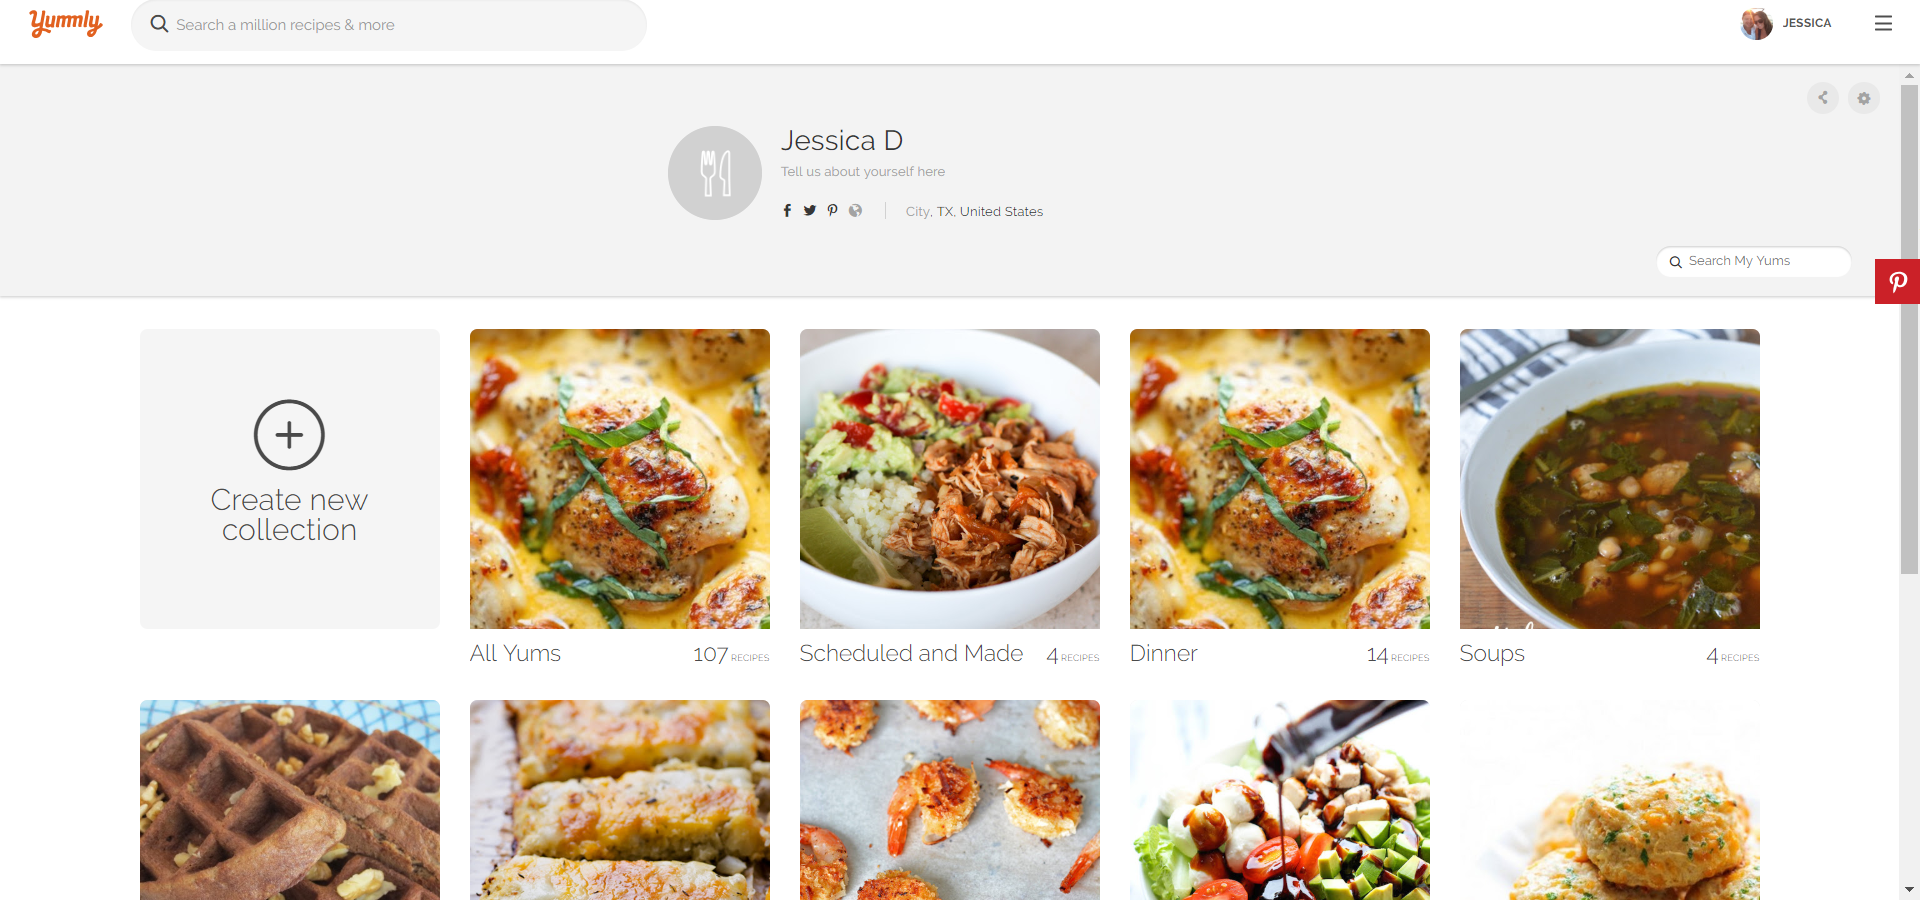 Yummly
Search a million recipes & more
JESSICA
Jessica D
Tell us about yourself here
City, TX, United States
Search My Yums
Create new
collection
All Yums 107 RECIPES
Scheduled and Made 4 RECIPES
Dinner 14 RECIPES
Soups 4 RECIPES